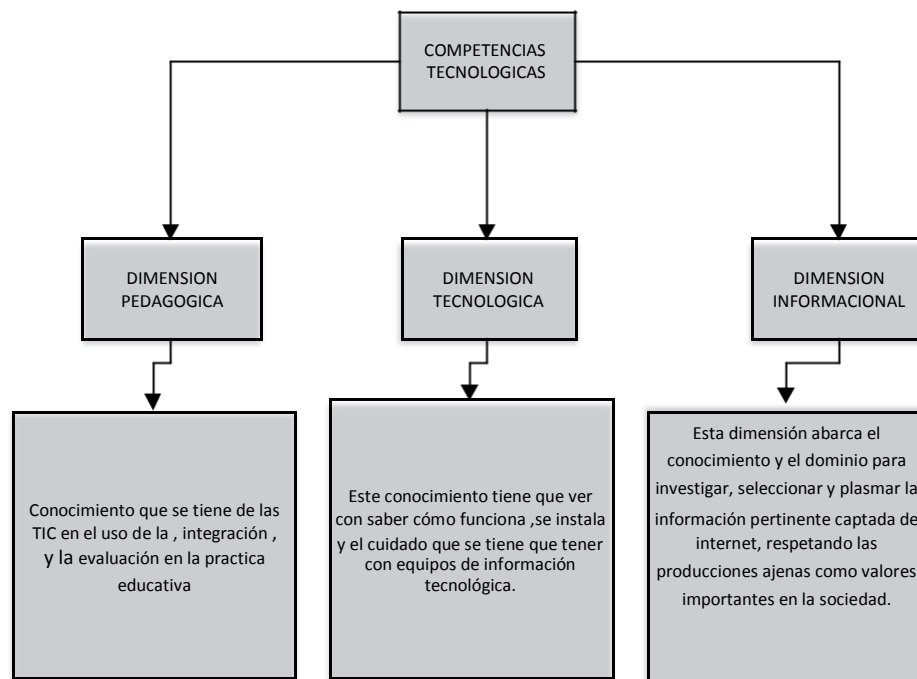 COMPETENCIAS
TECNOLOGICAS
DIMENSION
PEDAGOGICA
DIMENSION
TECNOLOGICA
DIMENSION
INFORMACIONAL
Conocimiento que se tiene de las
TIC en el uso de la , integración ,
y la evaluación en la practica
educativa
Este conocimiento tiene que ver
con saber cómo funciona ,se instala
y el cuidado que se tiene que tener
con equipos de información
tecnológica.
Esta dimensión abarca el
conocimiento y el dominio para
investigar, seleccionar y plasmar la
información pertinente captada de
internet, respetando las
producciones ajenas como valores
importantes en la sociedad.